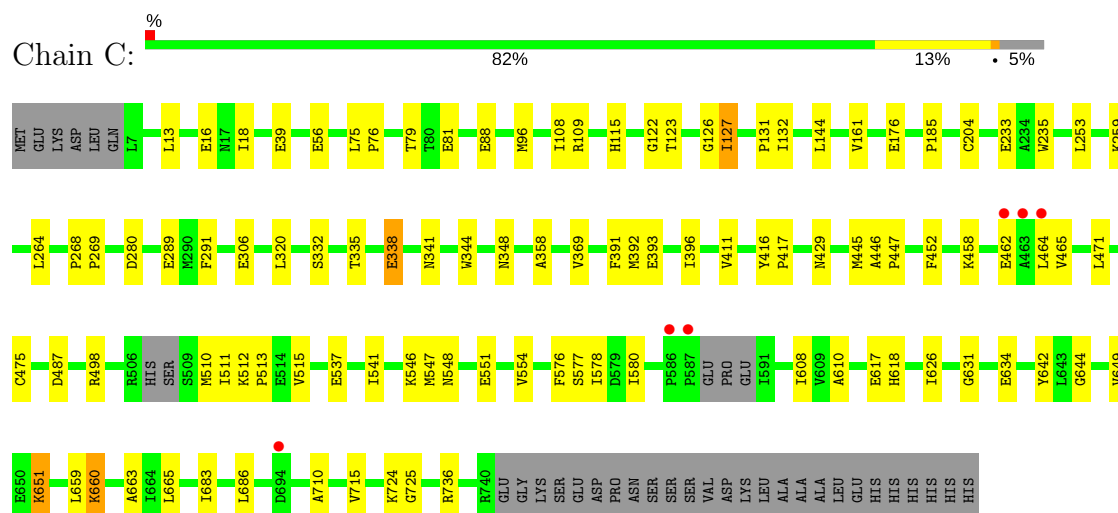 %
Chain C:
82% 13% • 5%
MET GLU LYS ASP LEU GLN L7 L13 E16 N17 I18 E39 E56 L75 P76 T79 T80 E81 E88 M96 I108 R109 H115 G122 T123 G126 I127 P131 I132 L144 V161 E176 P185 C204 E233 A234 W235 L253 K259
L264 P268 P269 D280 E289 M290 F291 E306 L320 S332 T335 E338 N341 W344 N348 A358 V369 F391 M392 E393 I396 V411 Y416 P417 N429 M445 A446 P447 F452 K458 E462 A463 L464 V465 L471
C475 D487 R498 R506 HIS SER S509 M510 I511 K512 P513 E514 V515 E537 I541 K546 M547 N548 E551 V554 F576 S577 I578 D579 I580 P586 P587 GLU PRO GLU I591 I608 V609 A610 E617 H618 I626 G631 E634 Y642 L643 G644
E650 K651 L659 K660 A663 I664 L665 I683 L686 D694 A710 V715 K724 G725 R736 R740 GLU GLY LYS SER GLU ASP PRO ASN SER SER SER VAL ASP LYS LEU ALA ALA ALA LEU GLU HIS HIS HIS HIS HIS HIS